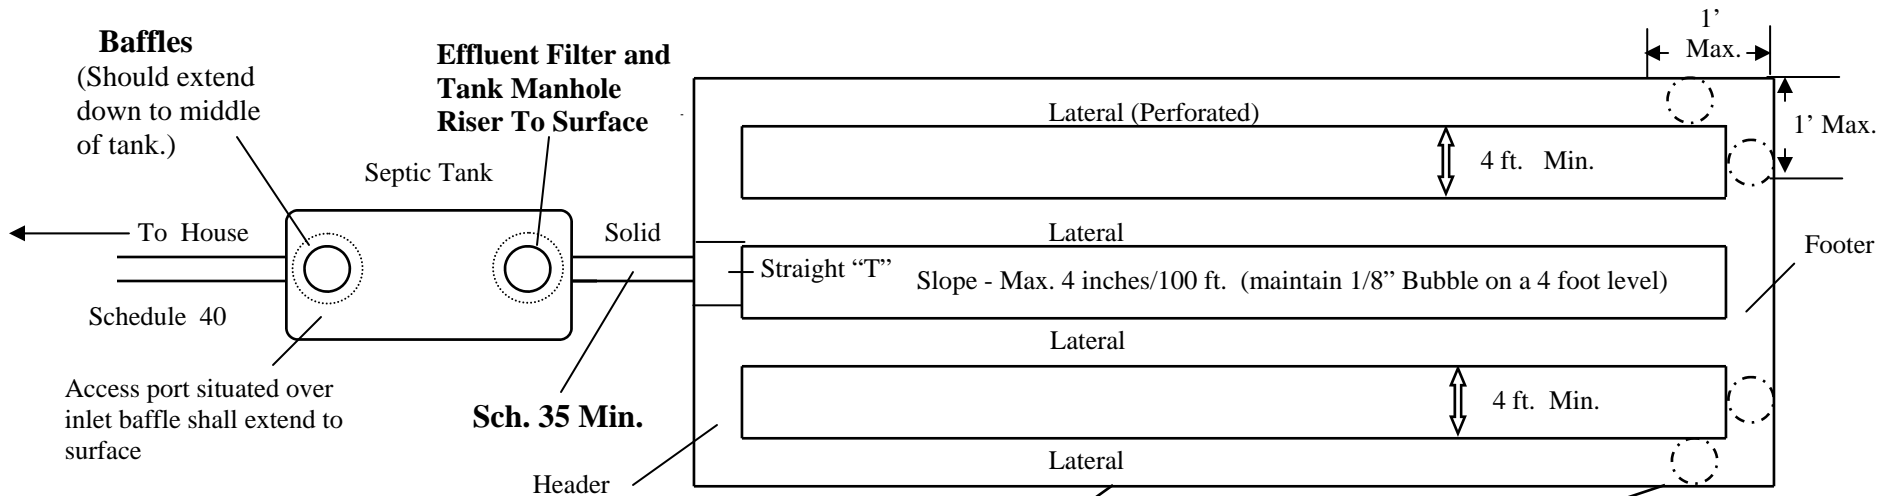 Baffles
(Should extend
down to middle
of tank.)
Effluent Filter and
Tank Manhole
Riser To Surface
Septic Tank
To House
Schedule 40
Access port situated over
inlet baffle shall extend to
surface
Solid
Sch. 35 Min.
Header
1’
Max.
1’ Max.
Lateral (Perforated)
4 ft. Min.
Lateral
Straight “T”
Slope - Max. 4 inches/100 ft. (maintain 1/8” Bubble on a 4 foot level)
Footer
Lateral
4 ft. Min.
Lateral